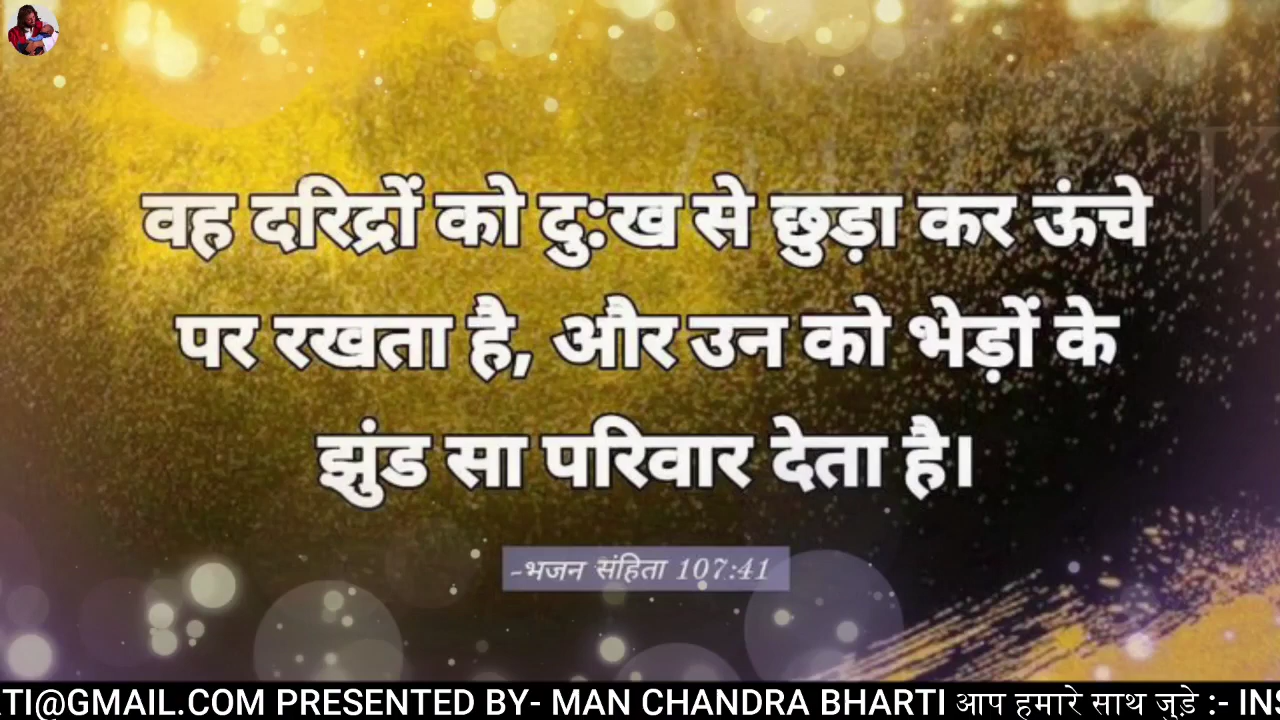 वह दरिद्रों को दु:ख से छुड़ा कर ऊंचे
पर रखता है, और उन को भेड़ों के
झुंड सा परिवार देता है।
-भजन संहिता 107:41
TI@GMAIL.COM PRESENTED BY- MAN CHANDRA BHARTI आप हमारे साथ जुड़े :- INS